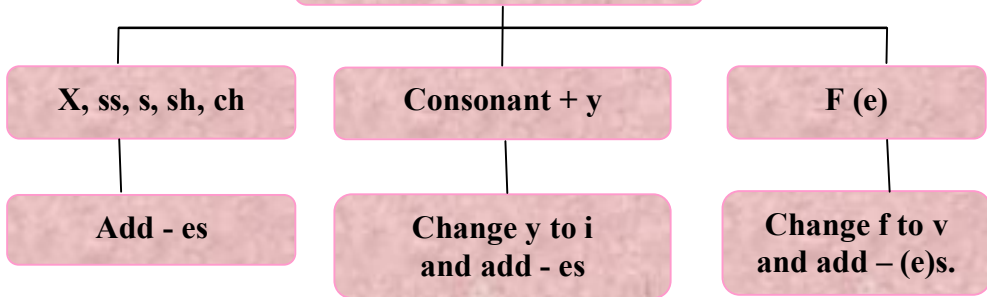 X, ss, s, sh, ch
Consonant + y
F (e)
Add - es
Change y to i
and add - es
Change f to v
and add – (e)s.